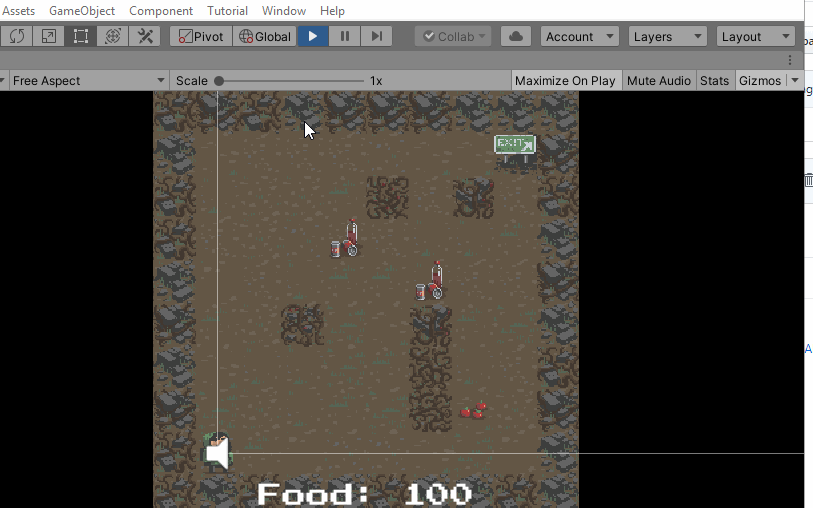 Assets GameObject Component Tutorial Window Help
Pivot Global Collab Account Layers Layout
Free Aspect Scale 1x Maximize On Play Mute Audio Stats Gizmos
EXIT
Food: 100